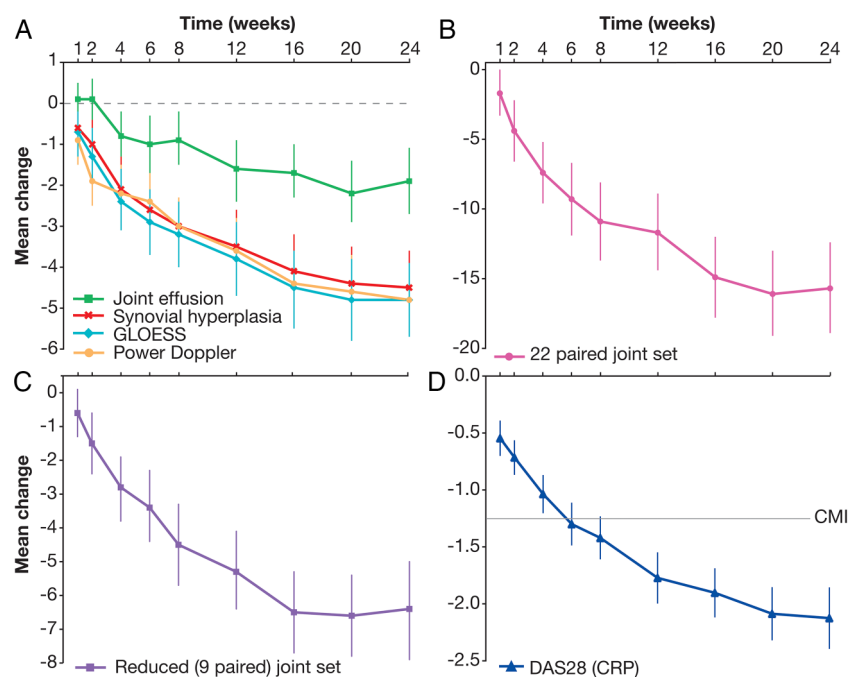 Time (weeks)
Time (weeks)
A
B
1 2 4 6 8 12 16 20 24
1 2 4 6 8 12 16 20 24
1
0
-1
-2
-3
-4
-5
-6
Mean change
Joint effusion
Synovial hyperplasia
GLOESS
Power Doppler
0
-5
-10
-15
-20
22 paired joint set
C
D
0
-1
-2
-3
-4
-5
-6
-7
-8
Mean change
Reduced (9 paired) joint set
0.0
-0.5
-1.0
-1.5
-2.0
-2.5
CMI
DAS28 (CRP)